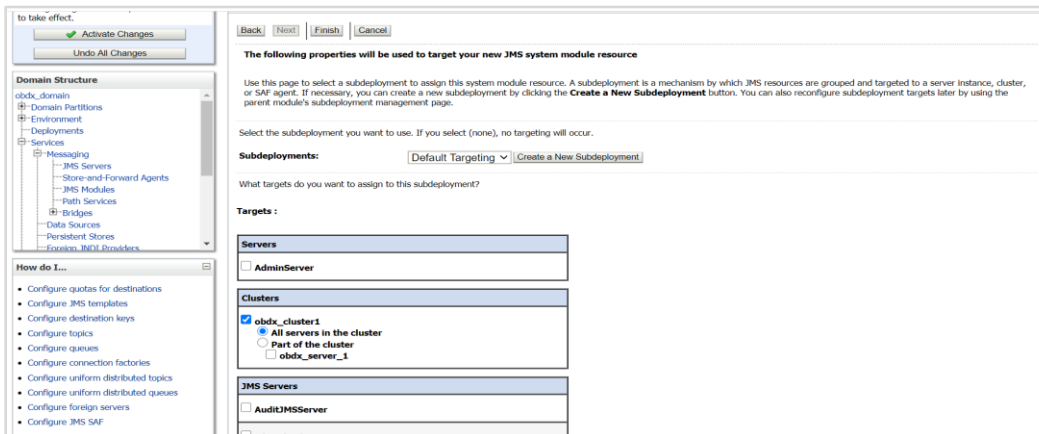 to take effect.
Activate Changes
Undo All Changes
Domain Structure
obdx_domain
Domain Partitions
Environment
Deployments
Services
Messaging
JMS Servers
Store-and-Forward Agents
JMS Modules
Path Services
Bridges
Data Sources
Persistent Stores
Foreign JNDI Providers
How do I...
Configure quotas for destinations
Configure JMS templates
Configure destination keys
Configure topics
Configure queues
Configure connection factories
Configure uniform distributed topics
Configure uniform distributed queues
Configure foreign servers
Configure JMS SAF
Back Next Finish Cancel
The following properties will be used to target your new JMS system module resource
Use this page to select a subdeployment to assign this system module resource. A subdeployment is a mechanism by which JMS resources are grouped and targeted to a server instance, cluster,
or SAF agent. If necessary, you can create a new subdeployment by clicking the Create a New Subdeployment button. You can also reconfigure subdeployment targets later by using the
parent module's subdeployment management page.
Select the subdeployment you want to use. If you select (none), no targeting will occur.
Subdeployments: Default Targeting Create a New Subdeployment
What targets do you want to assign to this subdeployment?
Targets :
Servers
AdminServer
Clusters
obdx_cluster1
All servers in the cluster
Part of the cluster
obdx_server_1
JMS Servers
AuditJMSServer